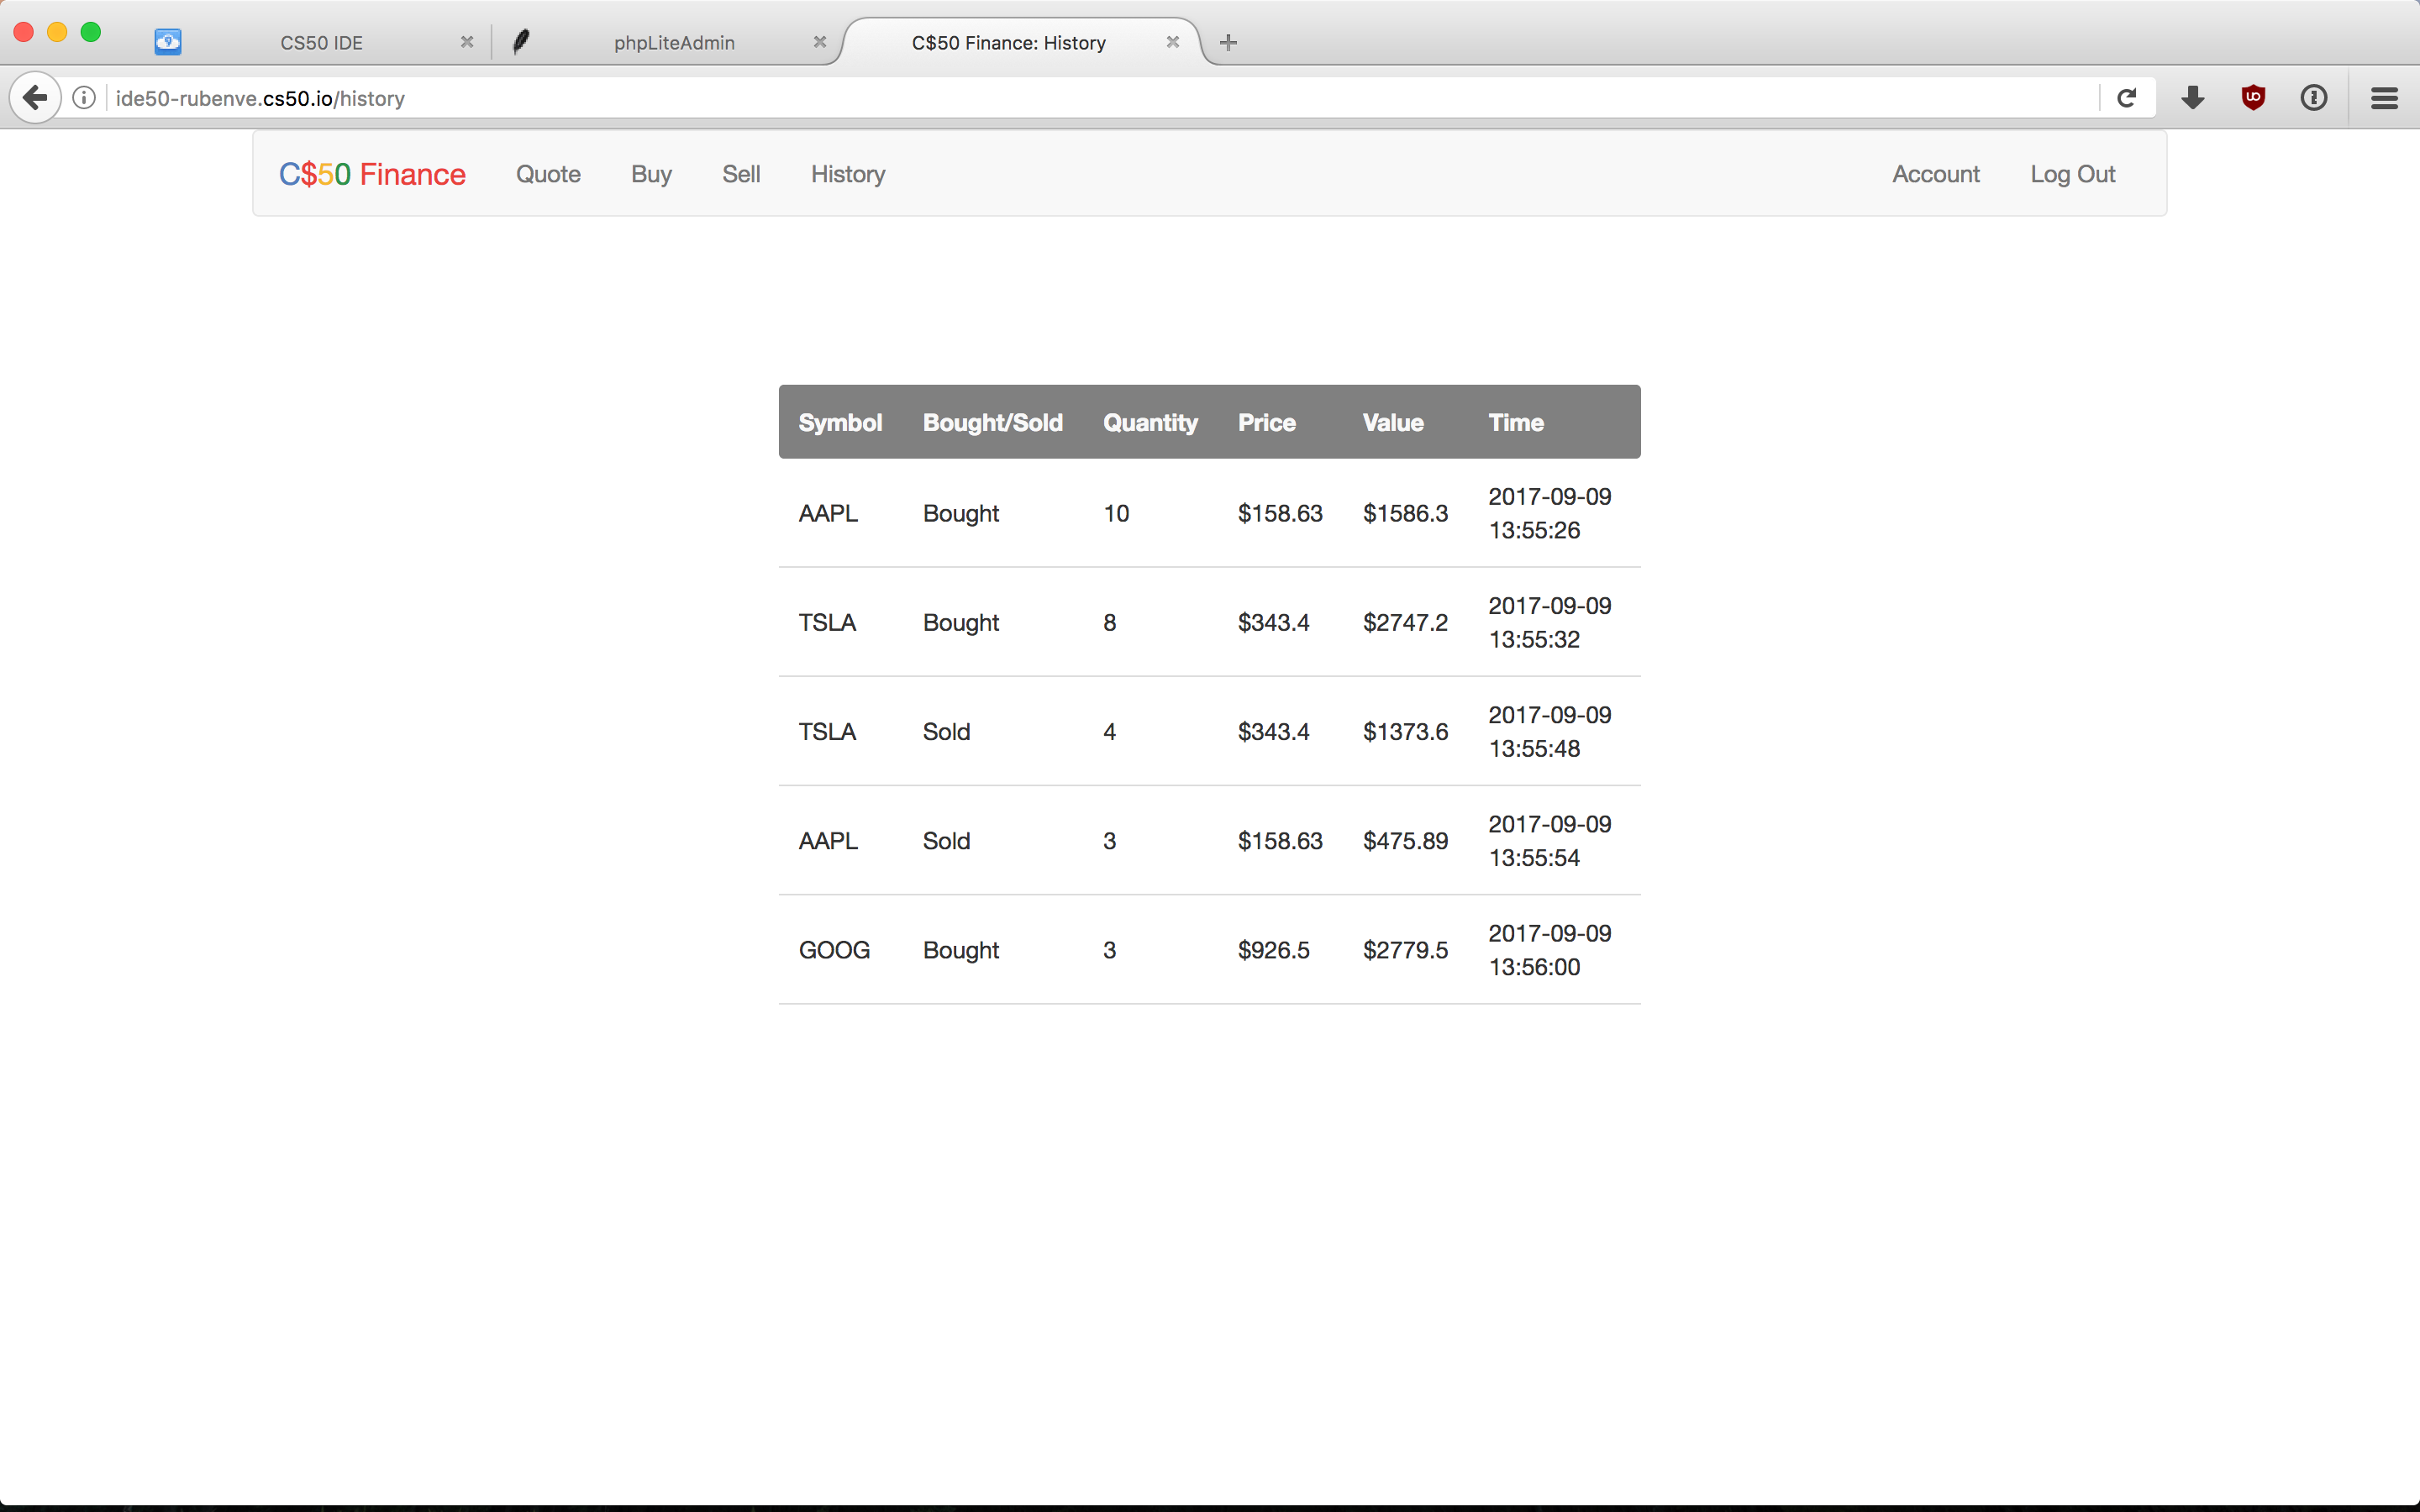 CS50 IDE
phpLiteAdmin
C$50 Finance: History
ide50-rubenve.cs50.io/history
C$50 Finance Quote Buy Sell History Account Log Out
Symbol Bought/Sold Quantity Price Value Time
AAPL Bought 10 $158.63 $1586.3 2017-09-09
13:55:26
TSLA Bought 8 $343.4 $2747.2 2017-09-09
13:55:32
TSLA Sold 4 $343.4 $1373.6 2017-09-09
13:55:48
AAPL Sold 3 $158.63 $475.89 2017-09-09
13:55:54
GOOG Bought 3 $926.5 $2779.5 2017-09-09
13:56:00